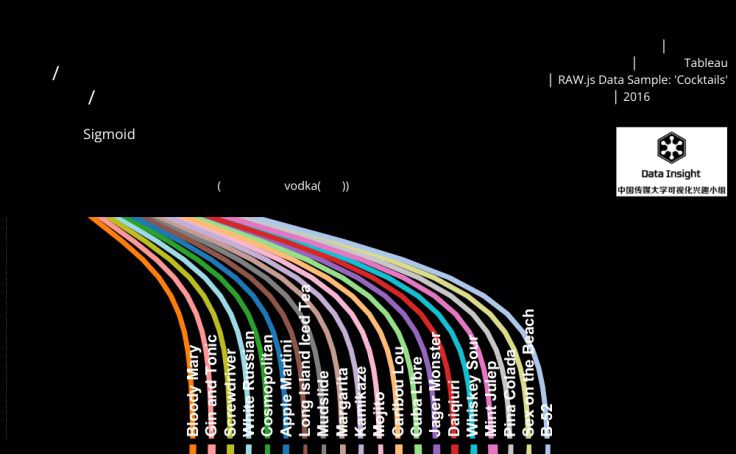 /
/
Sigmoid
|
| Tableau
| RAW.js Data Sample: 'Cocktails'
| 2016
Data Insight
中国传媒大学可视化兴趣小组
( vodka( ))
Bloody Mary
Gin and Tonic
Screwdriver
White Russian
Cosmopolitan
Apple Martini
Long Island Iced Tea
Mudslide
Margarita
Kamikaze
Mojito
Caribou Lou
Cuba Libre
Jager Monster
Daiqiuri
Whiskey Sour
Mint Julep
Pina Colada
Sex on the Beach
B-52